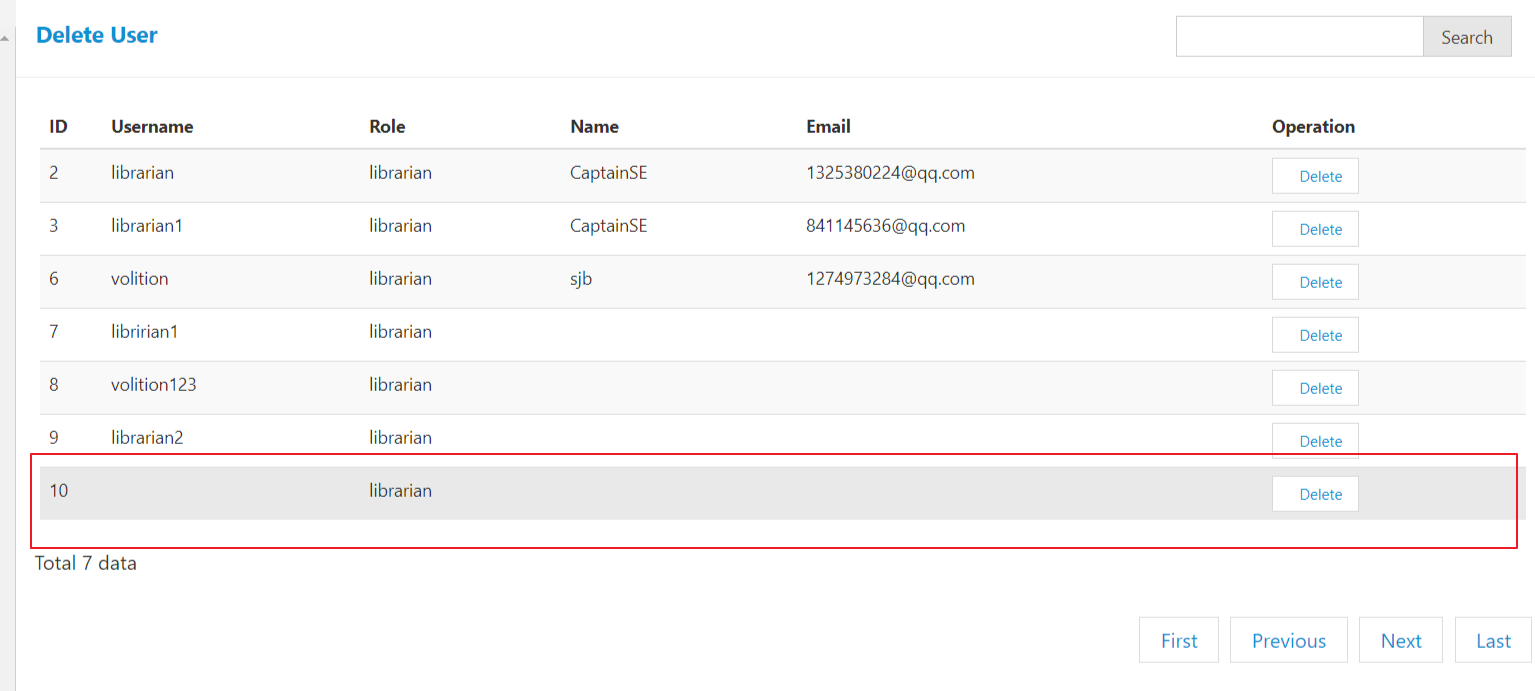 Delete User
Search
ID Username Role Name Email Operation
2 librarian librarian CaptainSE 1325380224@qq.com Delete
3 librarian1 librarian CaptainSE 841145636@qq.com Delete
6 volition librarian sjb 1274973284@qq.com Delete
7 libririan1 librarian Delete
8 volition123 librarian Delete
9 librarian2 librarian Delete
10 librarian Delete
Total 7 data
First Previous Next Last